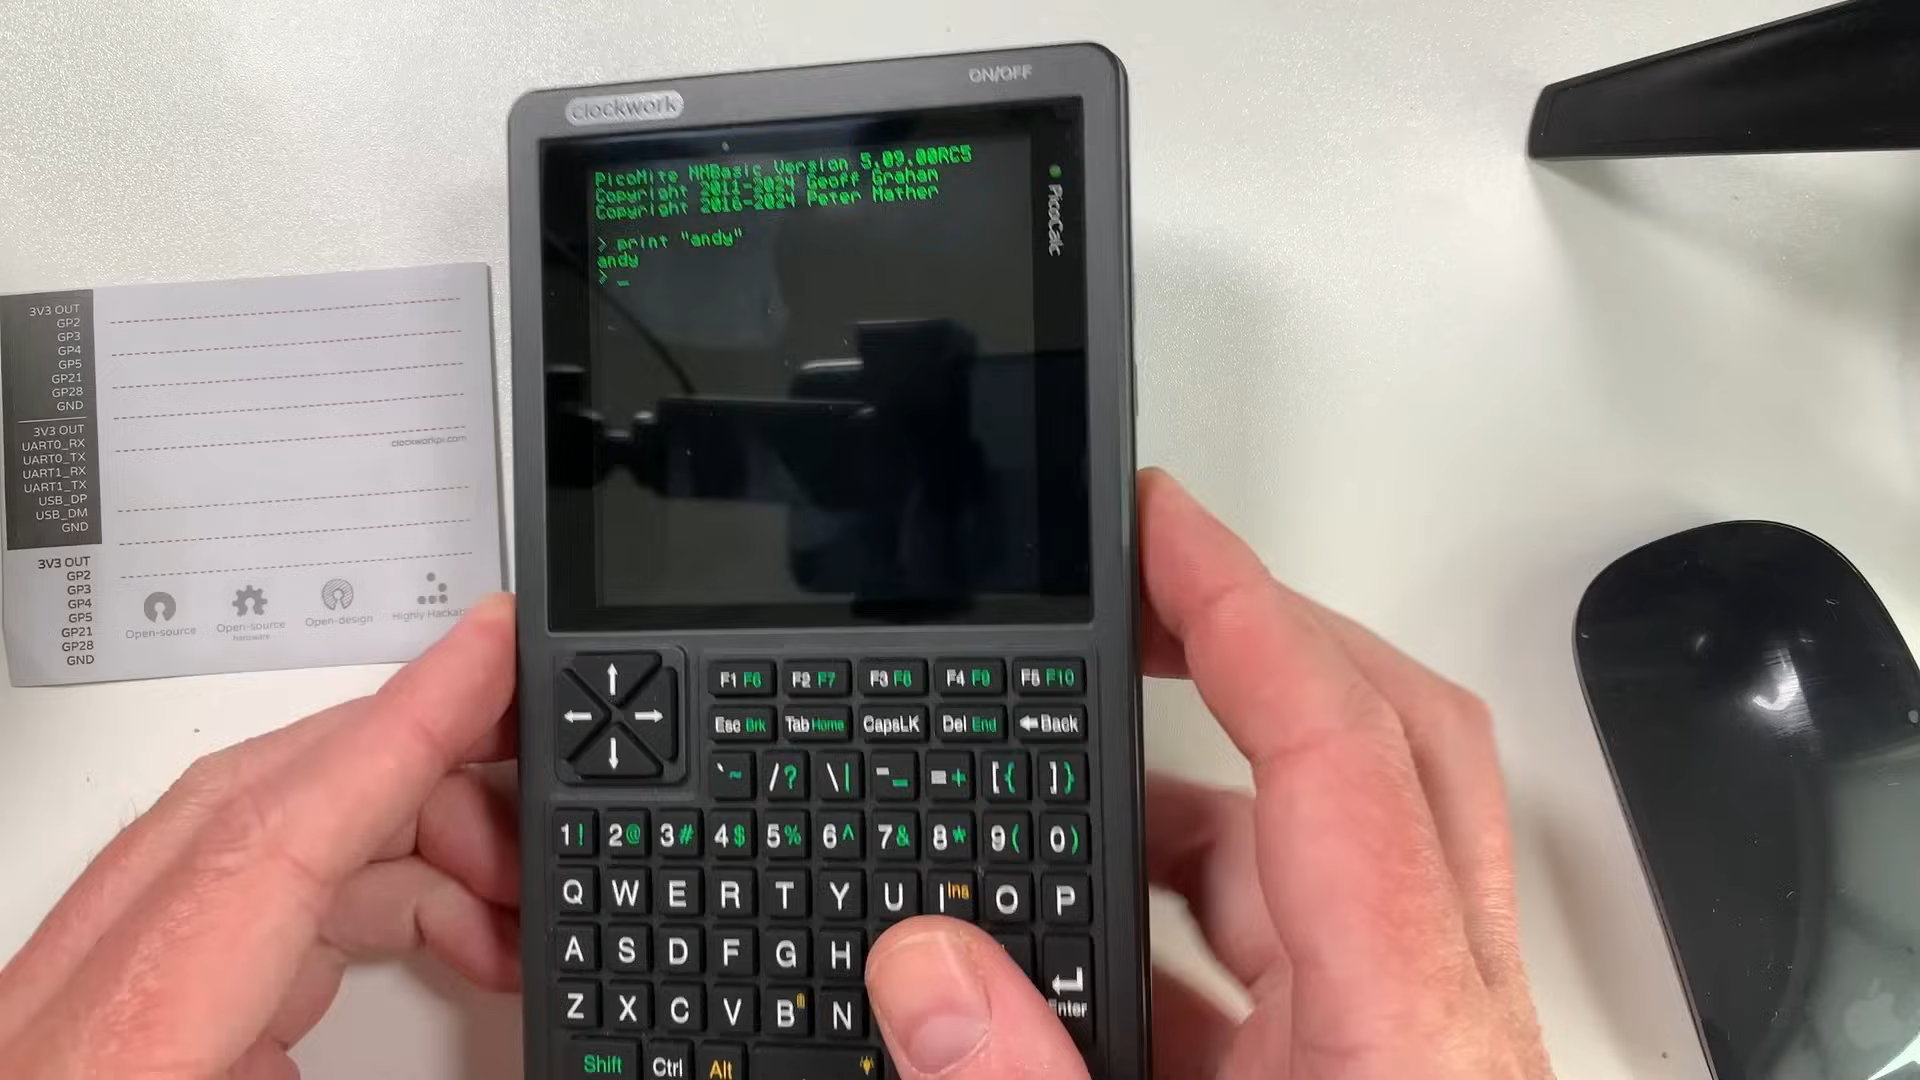 clockwork
ON/OFF
PicoMite MMBasic Version 5.09.00RC5
Copyright 2011-2024 Geoff Graham
Copyright 2016-2024 Peter Mather
> print "andy"
andy
> _
PicoCalc
3V3 OUT
GP2
GP3
GP4
GP5
GP21
GP28
GND
3V3 OUT
UART0_RX
UART0_TX
UART1_RX
UART1_TX
USB_DP
USB_DM
GND
3V3 OUT
GP2
GP3
GP4
GP5
GP21
GP28
GND
clockworkpi.com
Open-source
Open-source
hardware
Open-design
Highly Hackab
F1 F6 F2 F7 F3 F8 F4 F9 F5 F10
Esc Brk Tab Home CapsLK Del End Back
` ~ / ? \ | - _ = + [ { ] }
1 ! 2 @ 3 # 4 $ 5 % 6 ^ 7 & 8 * 9 ( 0 )
Q W E R T Y U I Ins O P
A S D F G H
Z X C V B N Enter
Shift Ctrl Alt